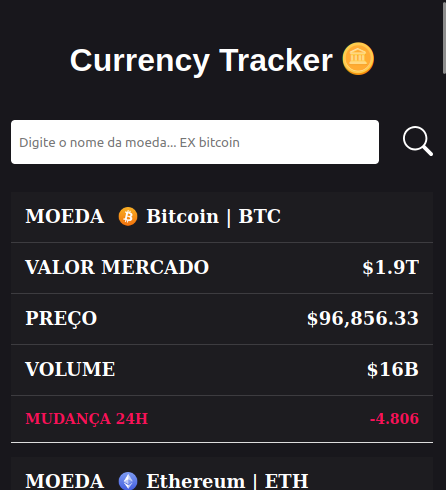 Currency Tracker
Digite o nome da moeda... EX bitcoin
MOEDA Bitcoin | BTC
VALOR MERCADO $1.9T
PREÇO $96,856.33
VOLUME $16B
MUDANÇA 24H -4.806
MOEDA Ethereum | ETH